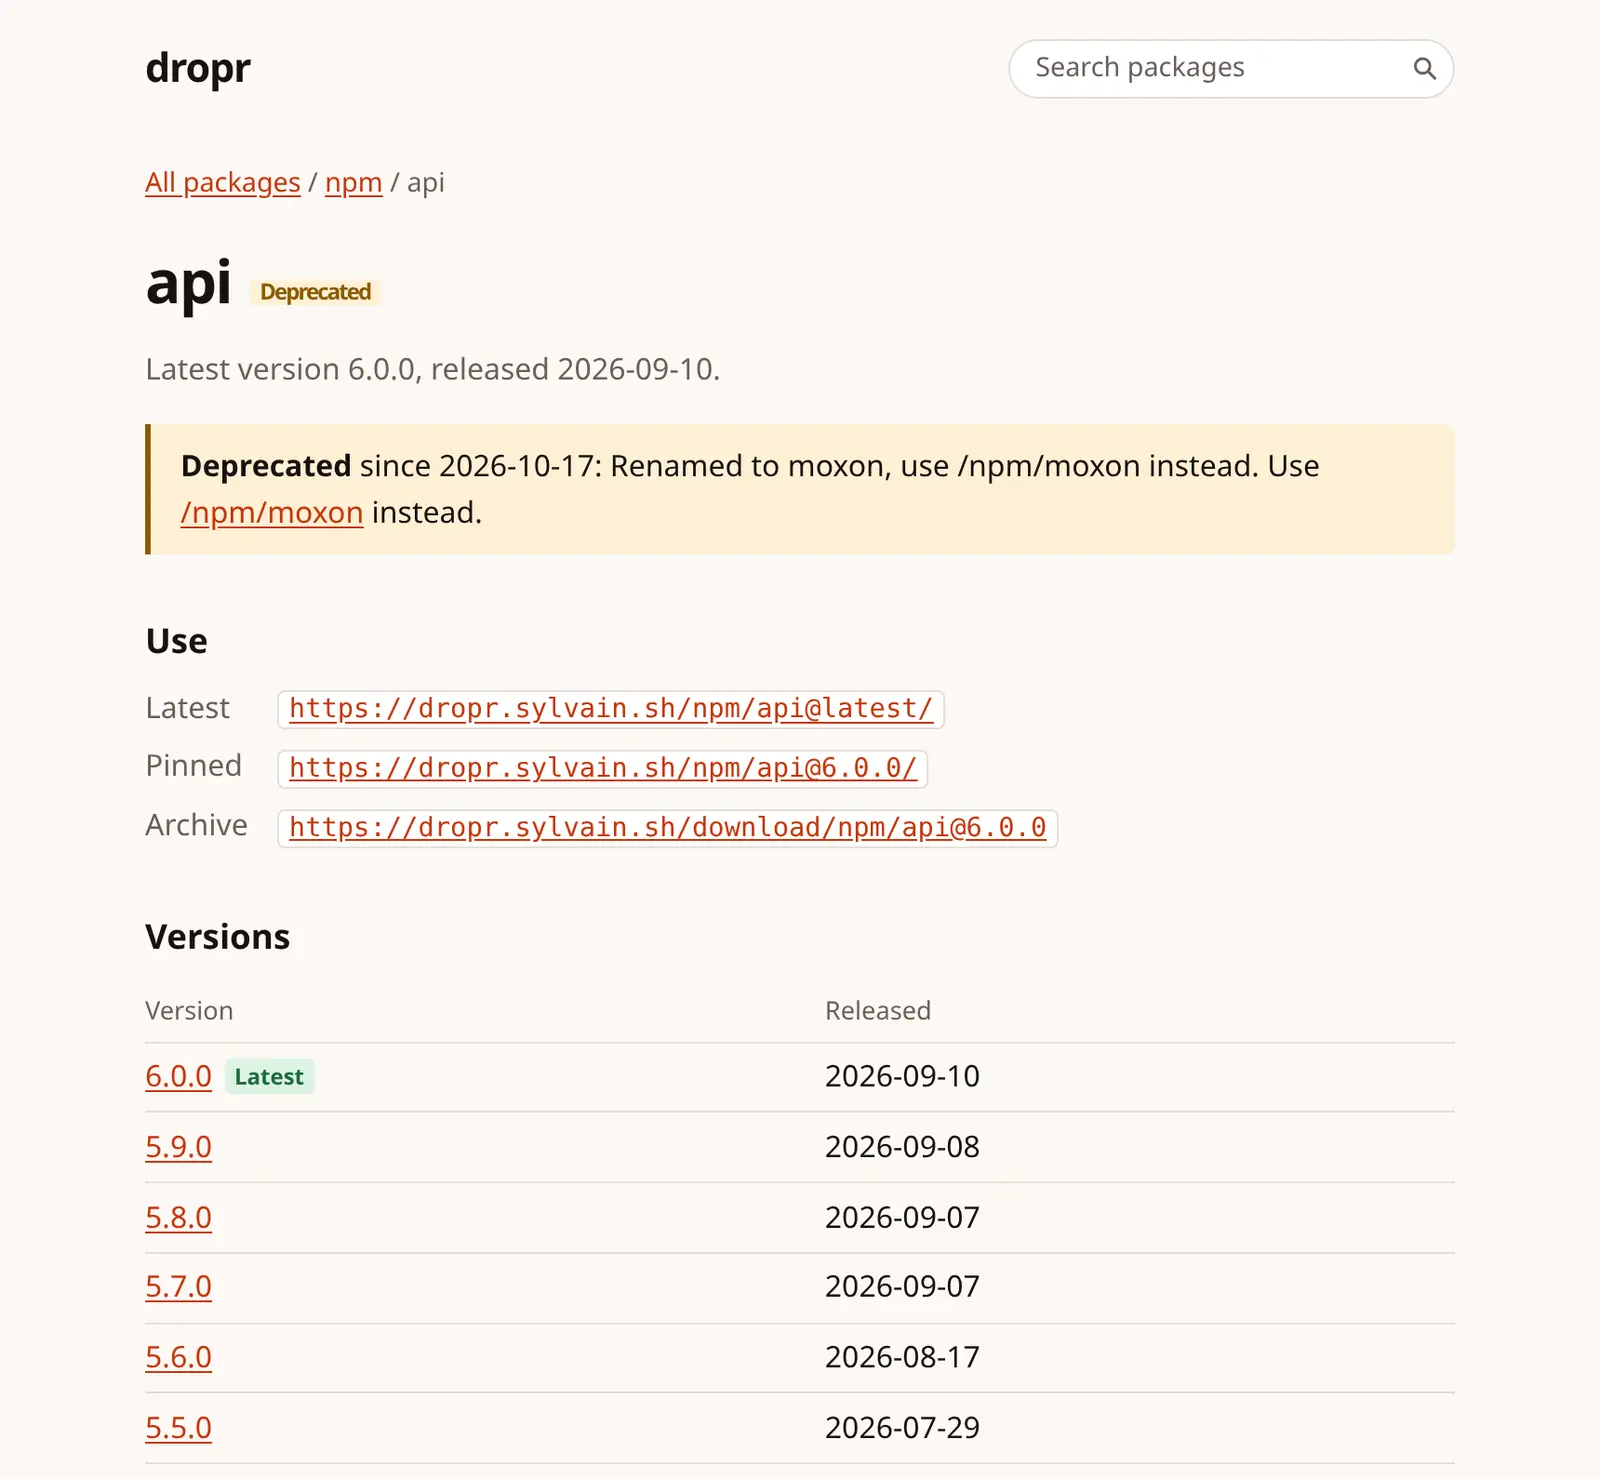 dropr
Search packages
All packages / npm / api
api Deprecated
Latest version 6.0.0, released 2026-09-10.
Deprecated since 2026-10-17: Renamed to moxon, use /npm/moxon instead. Use
/npm/moxon instead.
Use
Latest https://dropr.sylvain.sh/npm/api@latest/
Pinned https://dropr.sylvain.sh/npm/api@6.0.0/
Archive https://dropr.sylvain.sh/download/npm/api@6.0.0
Versions
Version Released
6.0.0 Latest 2026-09-10
5.9.0 2026-09-08
5.8.0 2026-09-07
5.7.0 2026-09-07
5.6.0 2026-08-17
5.5.0 2026-07-29